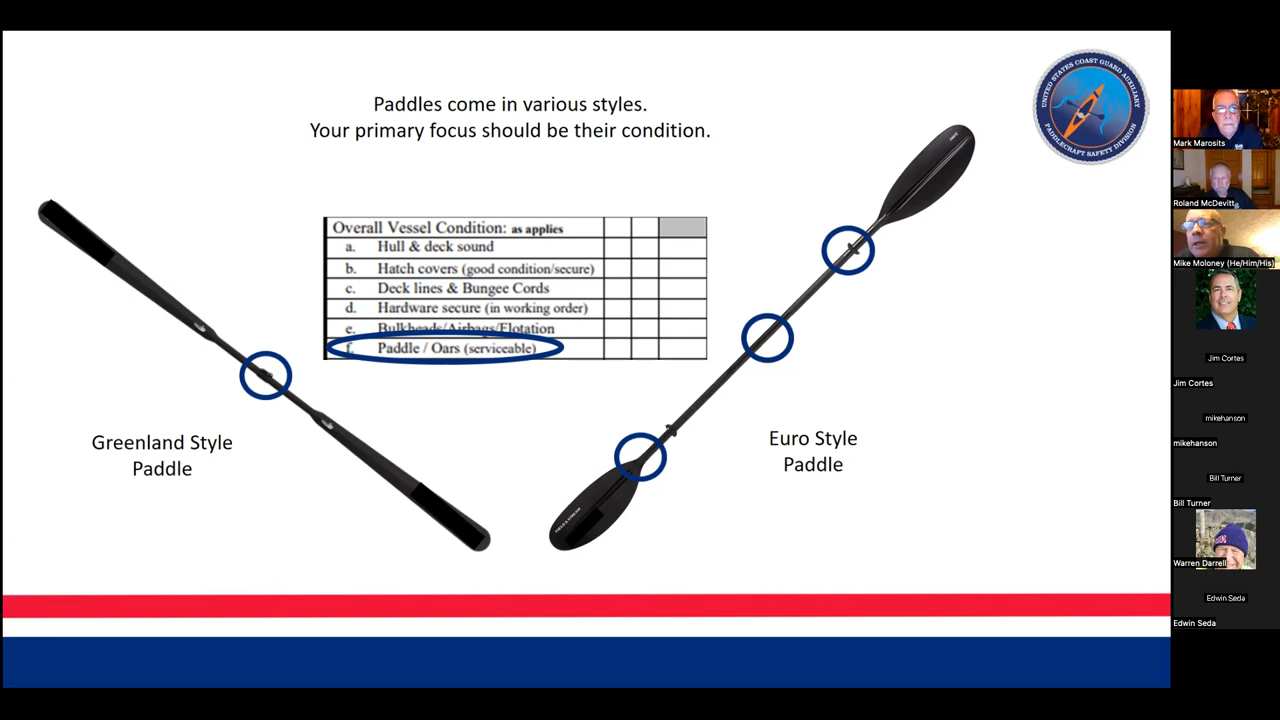 Paddles come in various styles.
Your primary focus should be their condition.
UNITED STATES COAST GUARD AUXILIARY
PADDLECRAFT SAFETY DIVISION
Overall Vessel Condition: as applies
a. Hull & deck sound
b. Hatch covers (good condition/secure)
c. Deck lines & Bungee Cords
d. Hardware secure (in working order)
e. Bulkheads/Airbags/Flotation
f. Paddle / Oars (serviceable)
Greenland Style
Paddle
Euro Style
Paddle
FIELD & STREAM
Mark Marosits
Roland McDevitt
Mike Moloney (He/Him/His)
Jim Cortes
Jim Cortes
mikehanson
mikehanson
Bill Turner
Bill Turner
Warren Darrell
Edwin Seda
Edwin Seda